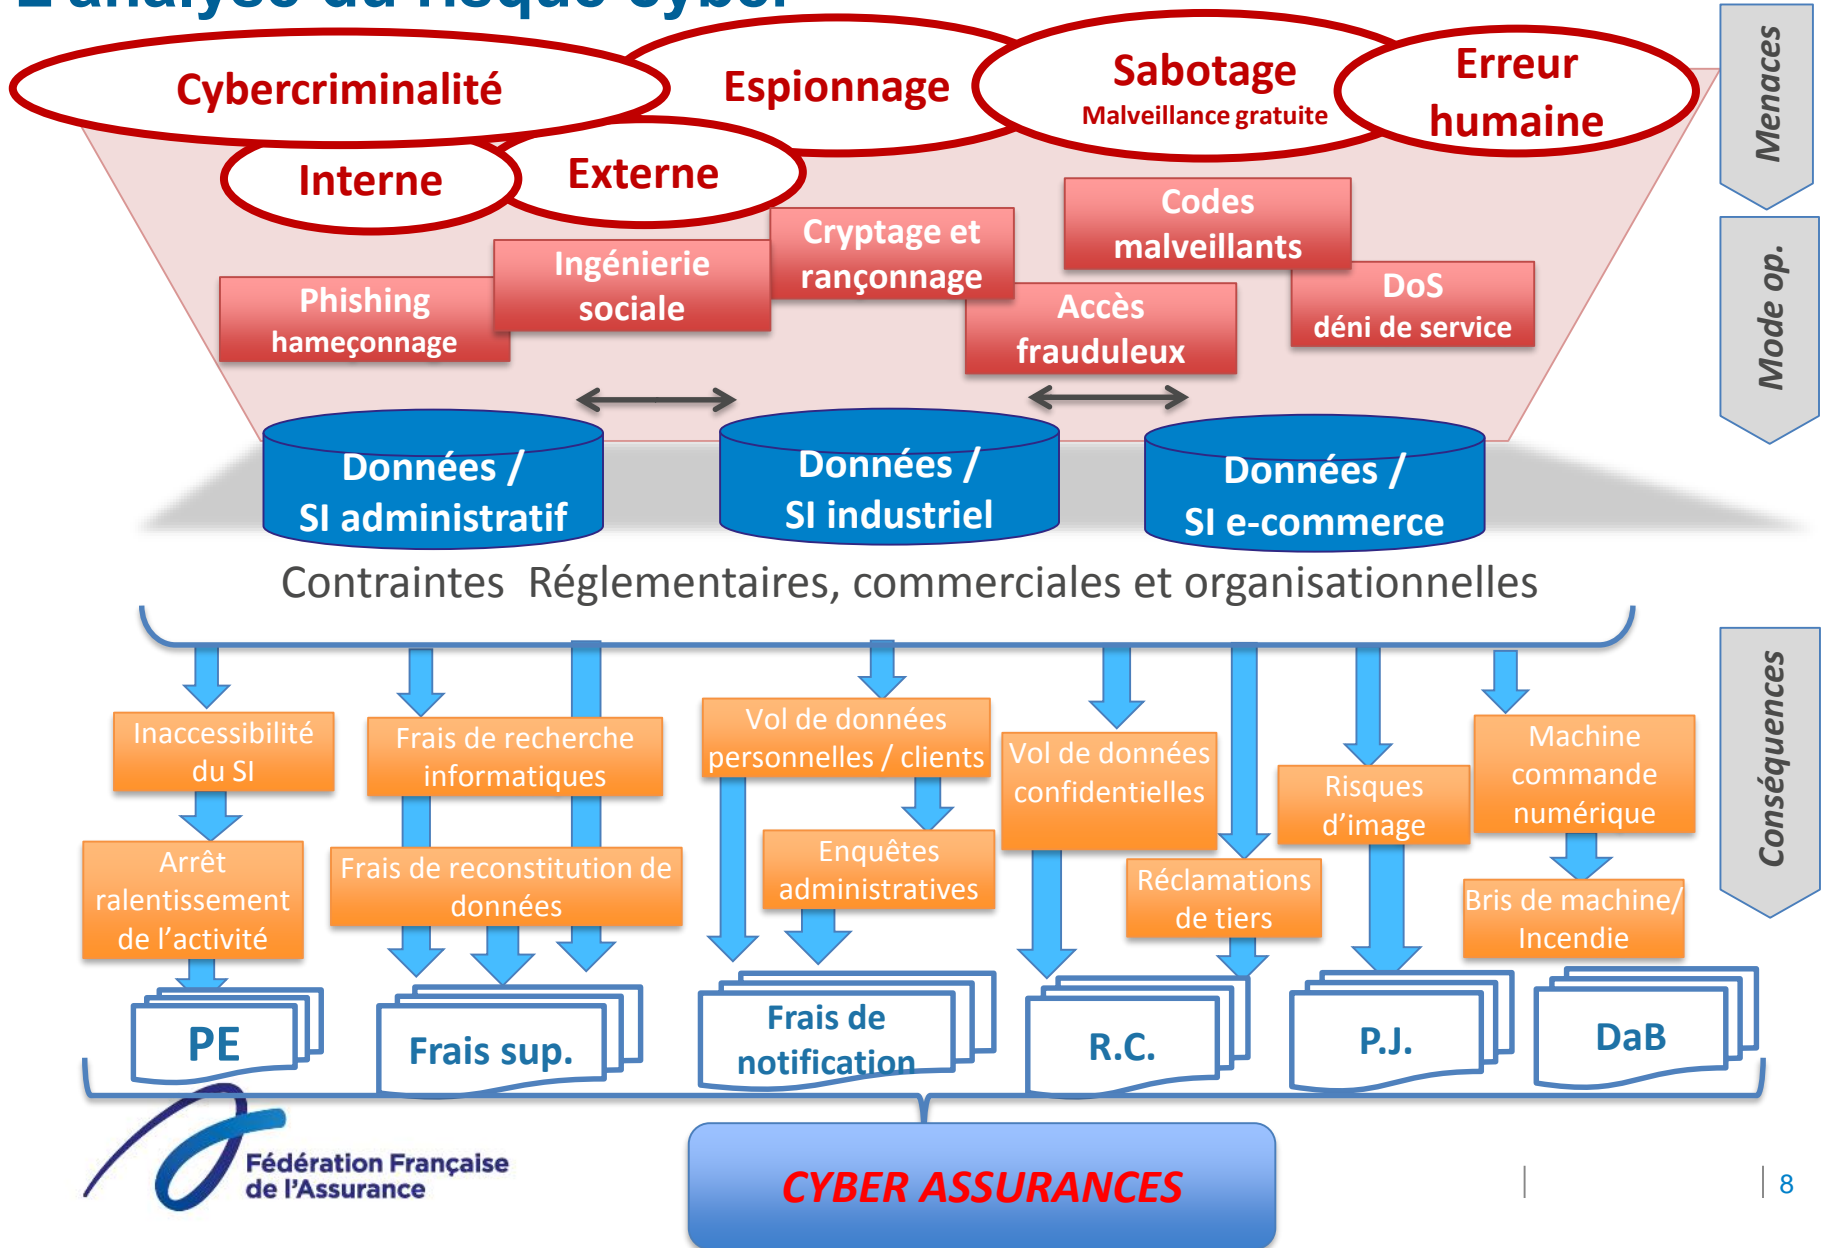 L'analyse du risque cyber
Cybercriminalité
Espionnage
Sabotage
Malveillance gratuite
Erreur
humaine
Menaces
Interne
Externe
Codes
malveillants
Cryptage et
rançonnage
Ingénierie
sociale
Phishing
hameçonnage
Accès
frauduleux
DoS
déni de service
Mode op.
Données /
SI administratif
Données /
SI industriel
Données /
SI e-commerce
Contraintes Réglementaires, commerciales et organisationnelles
Conséquences
Inaccessibilité
du SI
Frais de recherche
informatiques
Vol de données
personnelles / clients
Vol de données
confidentielles
Risques
d'image
Machine
commande
numérique
Arrêt
ralentissement
de l'activité
Frais de reconstitution de
données
Enquêtes
administratives
Réclamations
de tiers
Bris de machine/
Incendie
PE
Frais sup.
Frais de
notification
R.C.
P.J.
DaB
Fédération Française
de l'Assurance
CYBER ASSURANCES
8